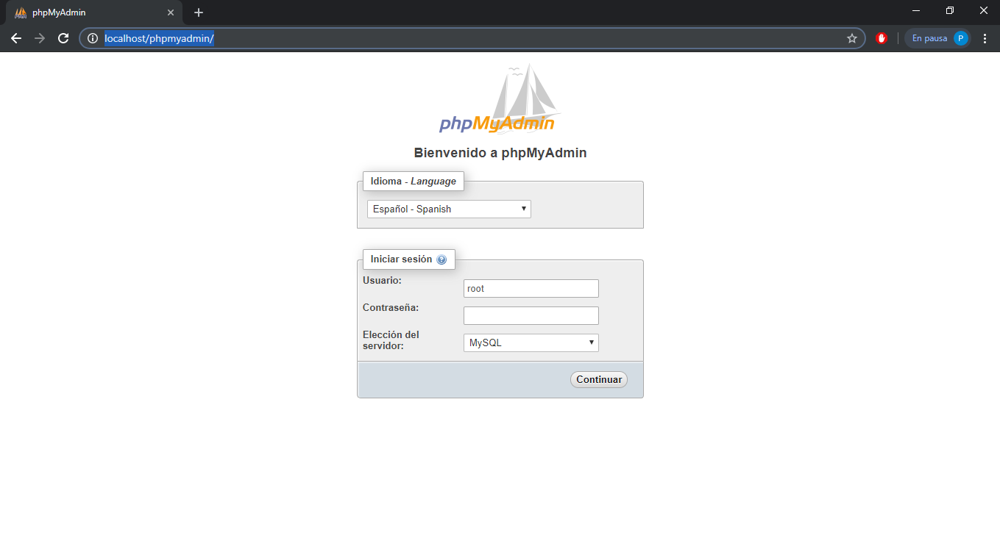 phpMyAdmin
localhost/phpmyadmin/
En pausa
P
phpMyAdmin
Bienvenido a phpMyAdmin
Idioma - Language
Español - Spanish
Iniciar sesión
Usuario:
root
Contraseña:
Elección del
servidor:
MySQL
Continuar